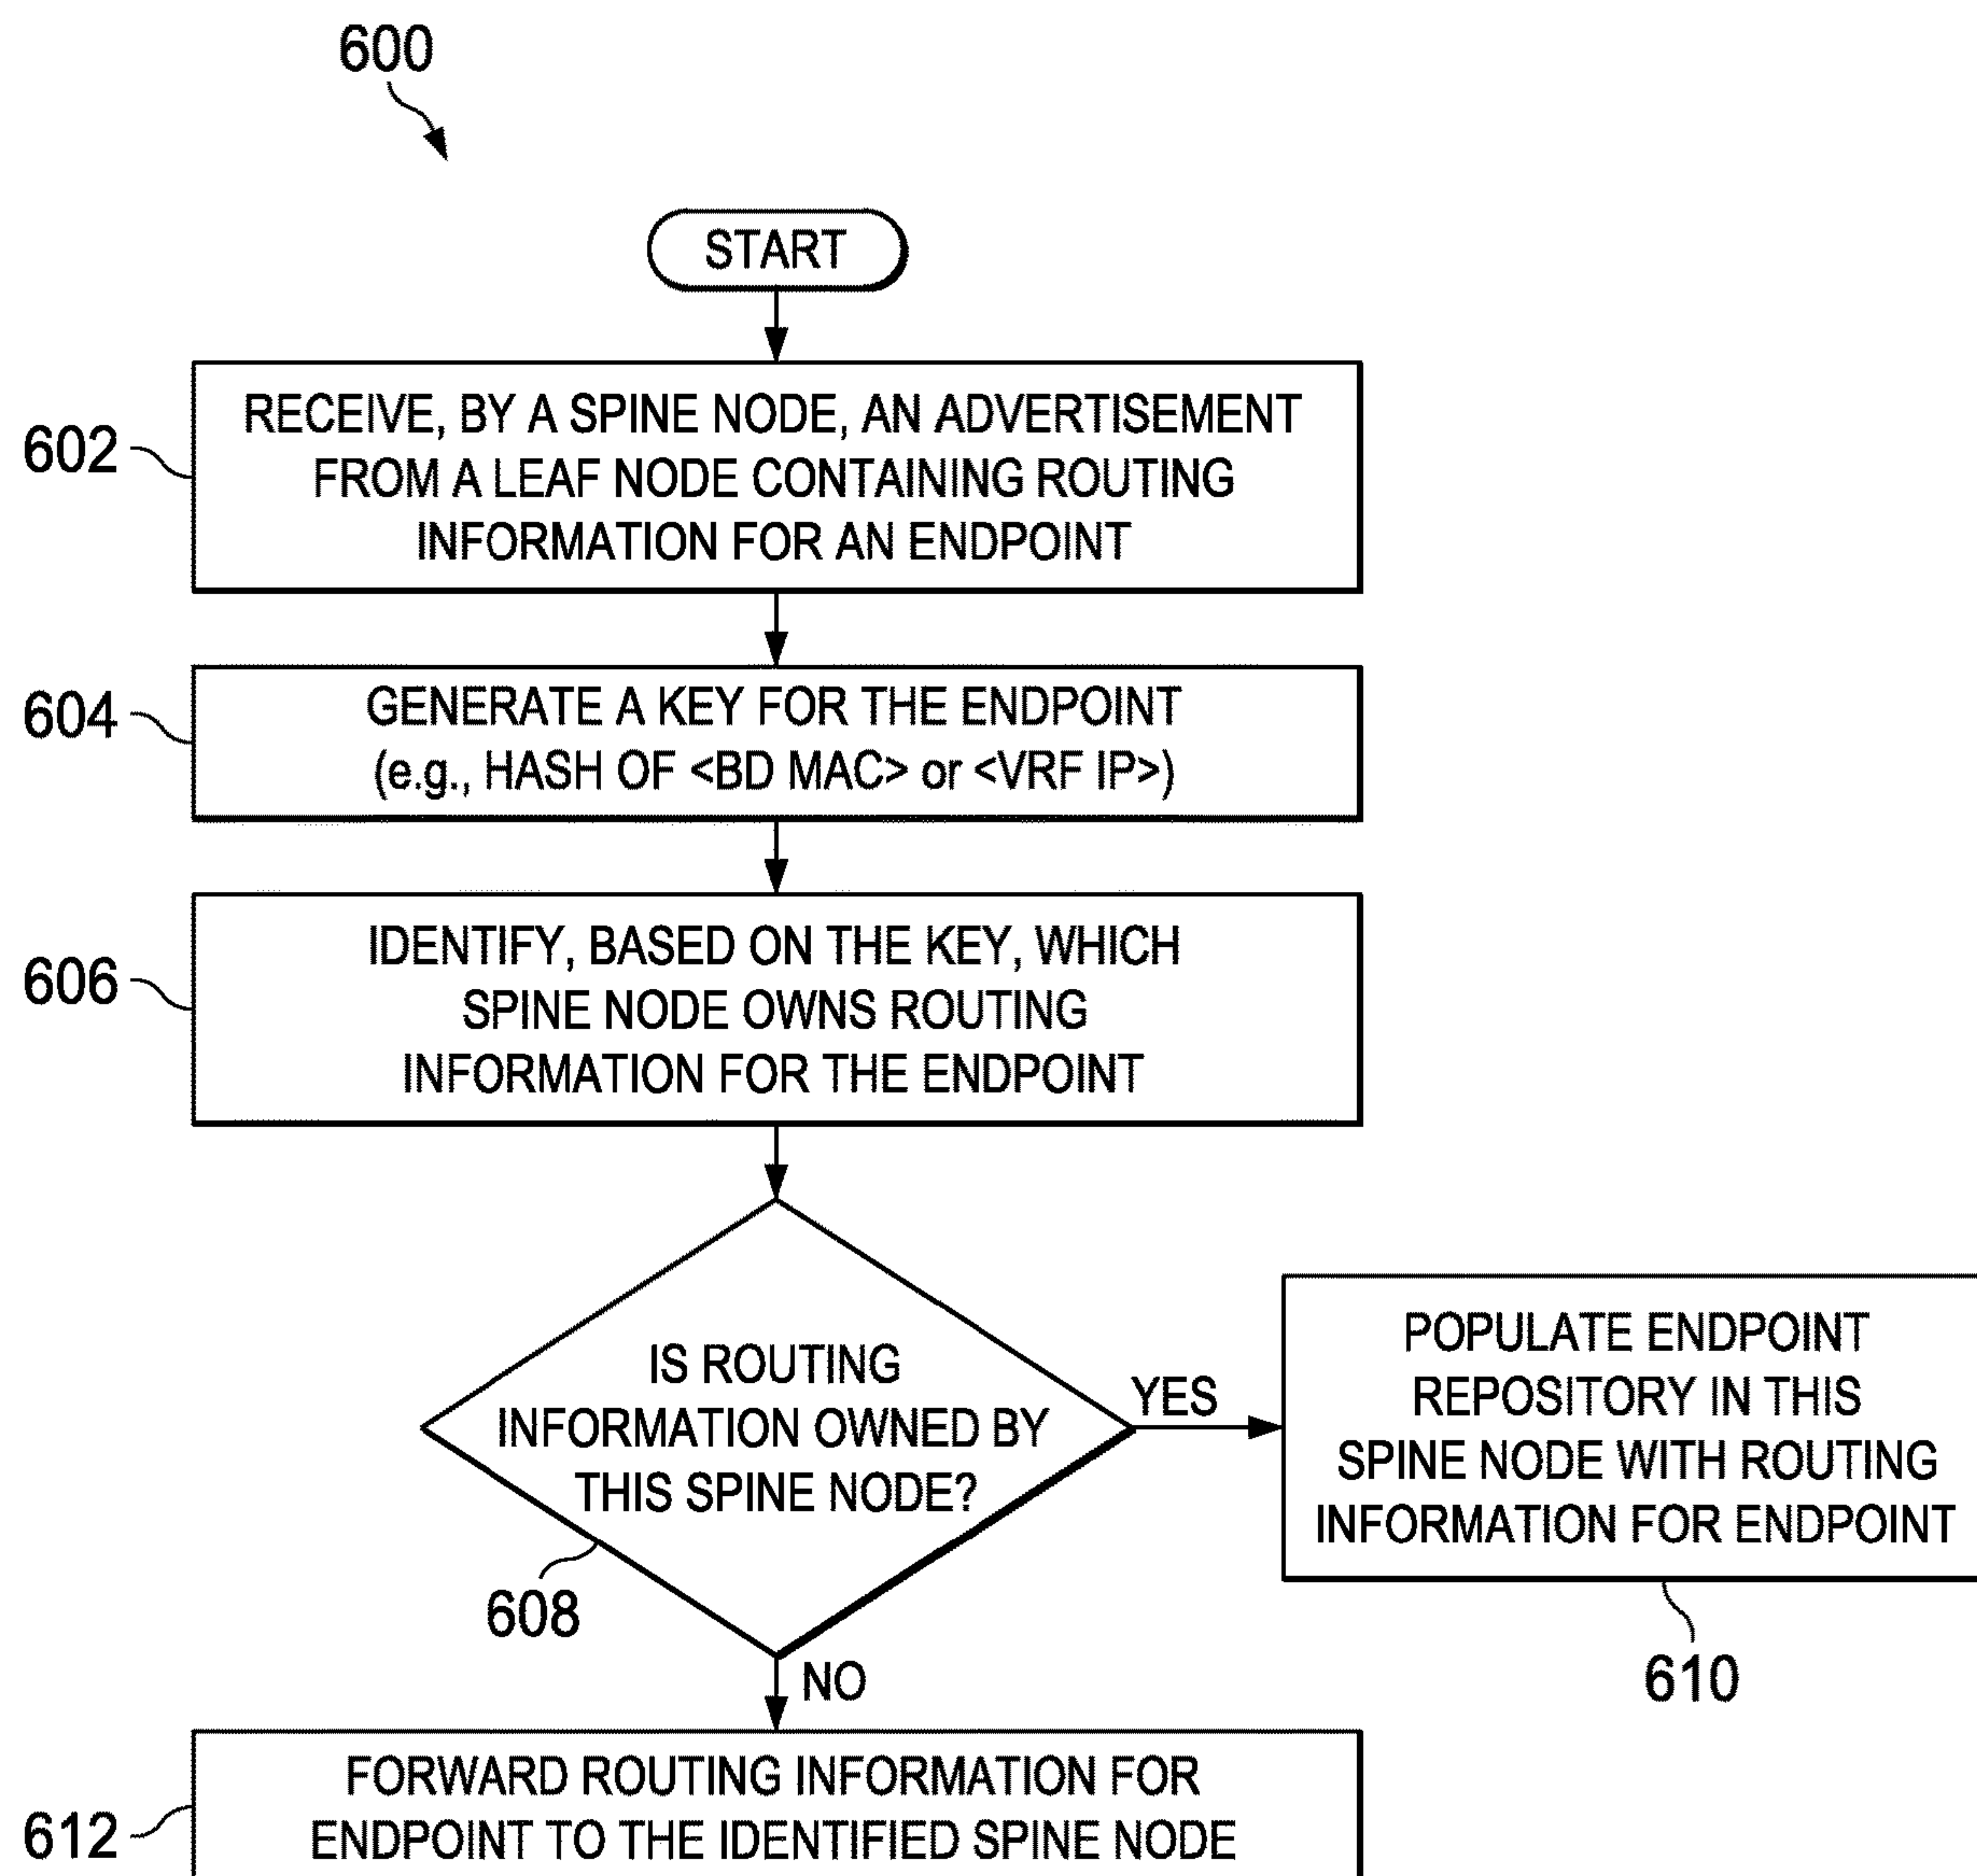 600
START
602
RECEIVE, BY A SPINE NODE, AN ADVERTISEMENT
FROM A LEAF NODE CONTAINING ROUTING
INFORMATION FOR AN ENDPOINT
604
GENERATE A KEY FOR THE ENDPOINT
(e.g., HASH OF <BD MAC> or <VRF IP>)
606
IDENTIFY, BASED ON THE KEY, WHICH
SPINE NODE OWNS ROUTING
INFORMATION FOR THE ENDPOINT
IS ROUTING
INFORMATION OWNED BY
THIS SPINE NODE?
608
YES
POPULATE ENDPOINT
REPOSITORY IN THIS
SPINE NODE WITH ROUTING
INFORMATION FOR ENDPOINT
610
NO
612
FORWARD ROUTING INFORMATION FOR
ENDPOINT TO THE IDENTIFIED SPINE NODE